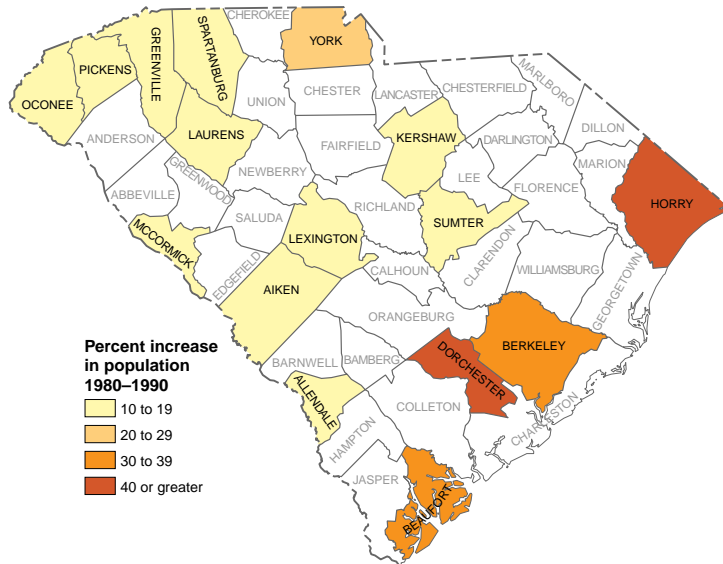 CHEROKEE
YORK
SPARTANBURG
GREENVILLE
PICKENS
OCONEE
UNION
CHESTER
LANCASTER
CHESTERFIELD
MARLBORO
DILLON
ANDERSON
LAURENS
KERSHAW
DARLINGTON
FAIRFIELD
GREENWOOD
NEWBERRY
LEE
MARION
FLORENCE
ABBEVILLE
HORRY
RICHLAND
SALUDA
SUMTER
MCCORMICK
LEXINGTON
EDGEFIELD
CLARENDON
CALHOUN
WILLIAMSBURG
GEORGETOWN
AIKEN
ORANGEBURG
BERKELEY
DORCHESTER
BARNWELL
BAMBERG
ALLENDALE
COLLETON
CHARLESTON
HAMPTON
JASPER
BEAUFORT
Percent increase
in population
1980–1990
10 to 19
20 to 29
30 to 39
40 or greater